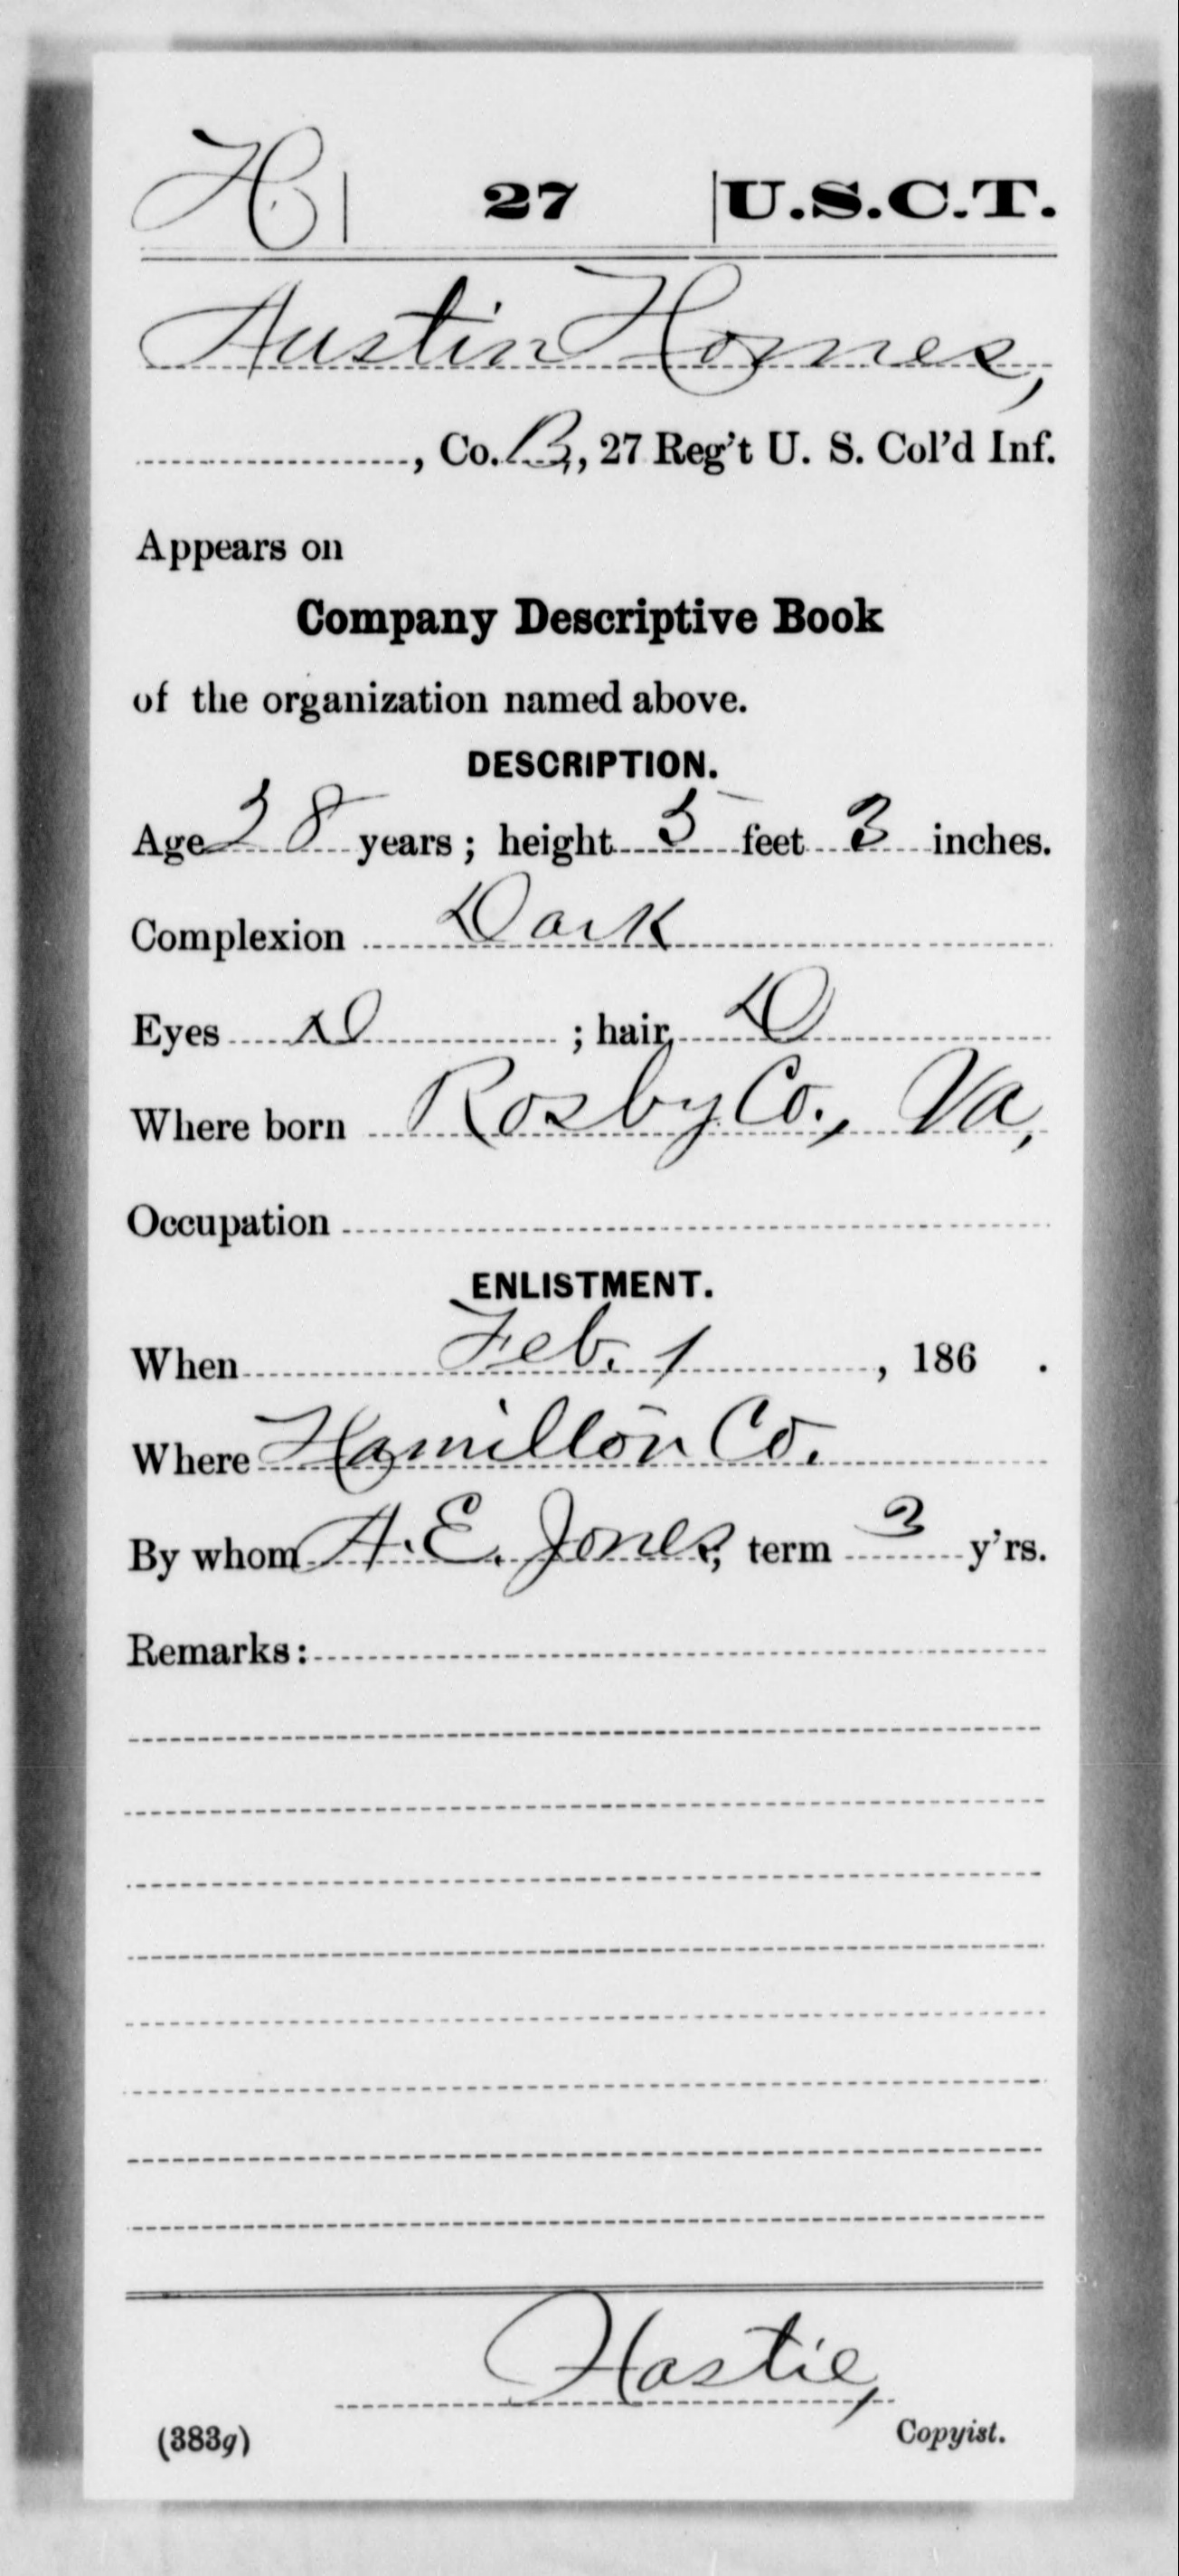 H | 27 | U.S.C.T.
Austin Homes,
, Co. B, 27 Reg't U. S. Col'd Inf.
Appears on
Company Descriptive Book
of the organization named above.
DESCRIPTION.
Age 28 years; height 5 feet 3 inches.
Complexion Dark
Eyes D ; hair D
Where born Rosby Co., Va,
Occupation
ENLISTMENT.
When Feb. 1, 186 .
Where Hamilton Co.
By whom A. E. Jones; term 3 y'rs.
Remarks:
Hastie,
(383g) Copyist.